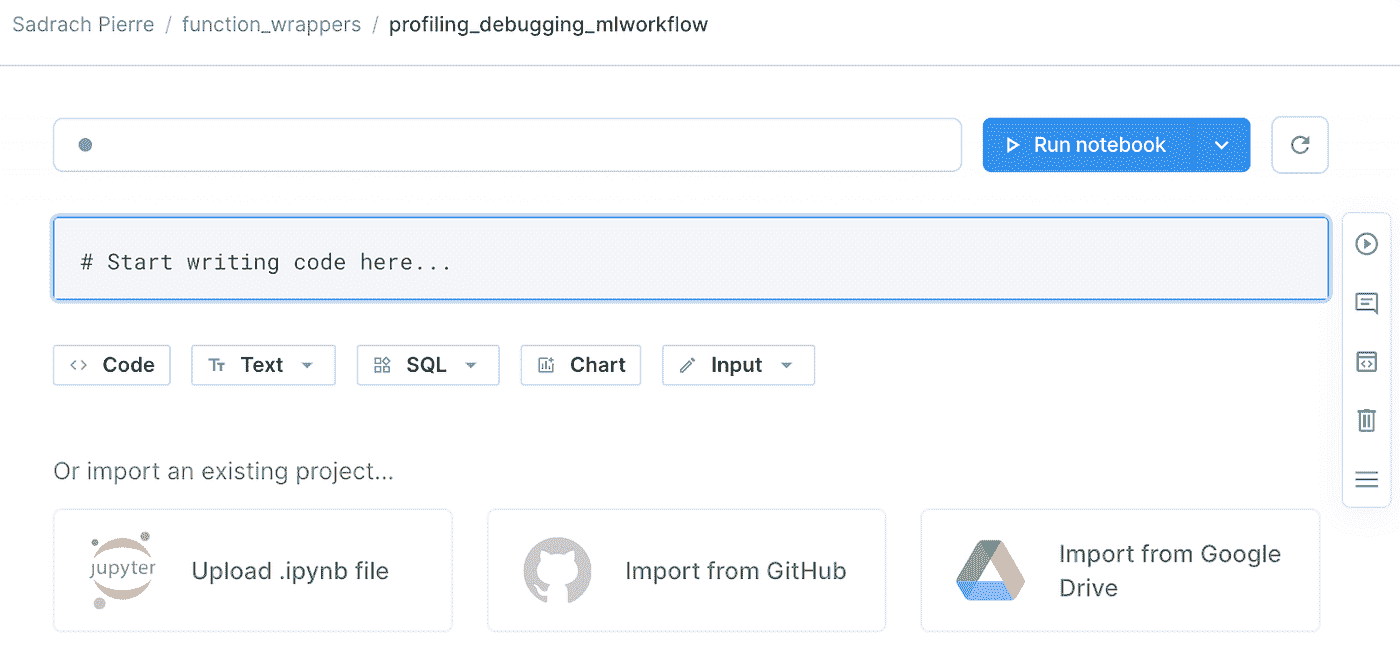 Sadrach Pierre / function_wrappers / profiling_debugging_mlworkflow
Run notebook
# Start writing code here...
Code Text SQL Chart Input
Or import an existing project...
jupyter Upload .ipynb file
Import from GitHub
Import from Google
Drive